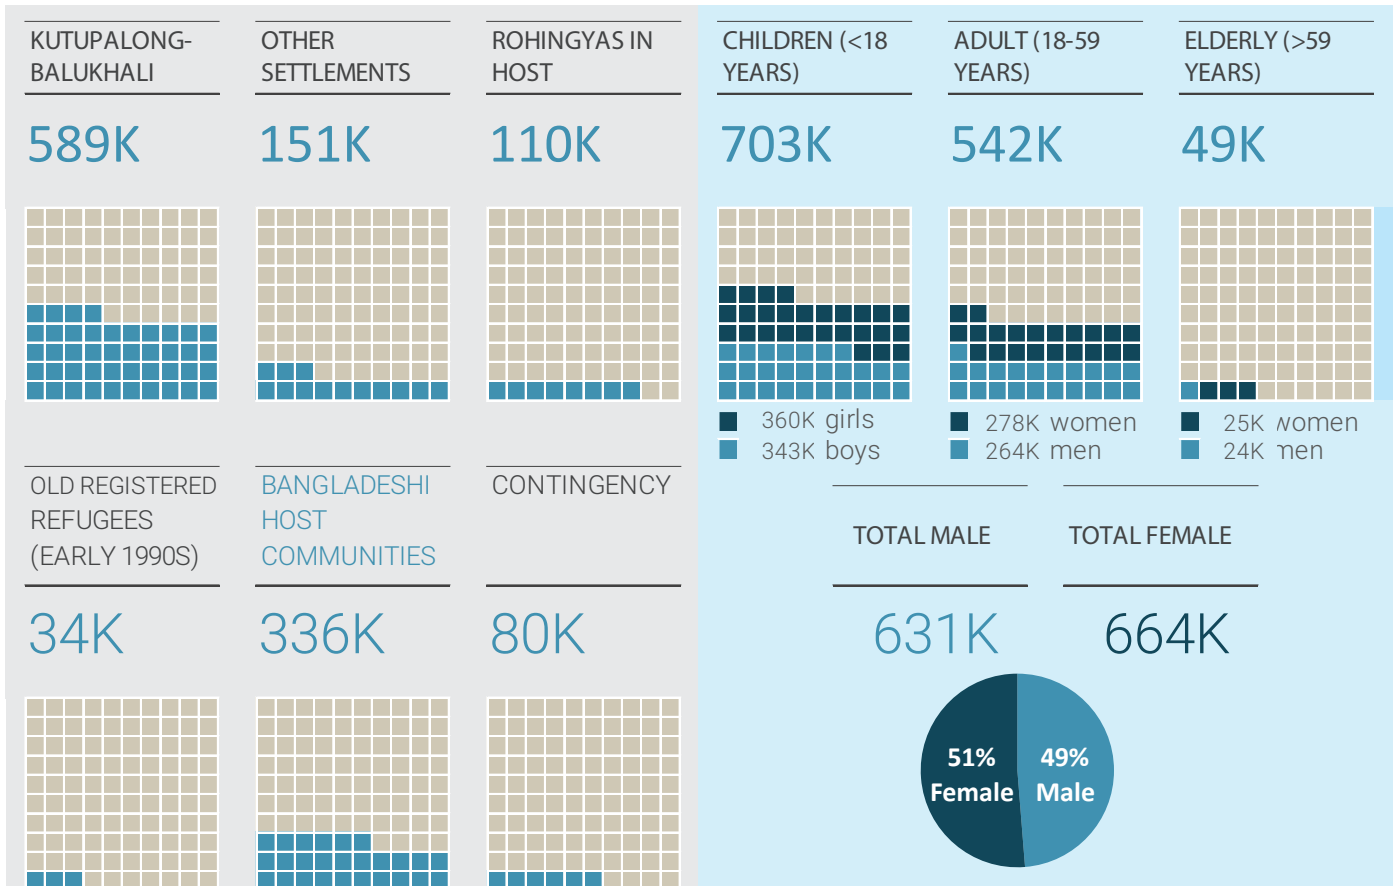 KUTUPALONG-
BALUKHALI
589K
OTHER
SETTLEMENTS
151K
ROHINGYAS IN
HOST
110K
CHILDREN (<18
YEARS)
703K
360K girls
343K boys
ADULT (18-59
YEARS)
542K
278K women
264K men
ELDERLY (>59
YEARS)
49K
25K women
24K men
OLD REGISTERED
REFUGEES
(EARLY 1990S)
34K
BANGLADESHI
HOST
COMMUNITIES
336K
CONTINGENCY
80K
TOTAL MALE
631K
TOTAL FEMALE
664K
51%
Female
49%
Male